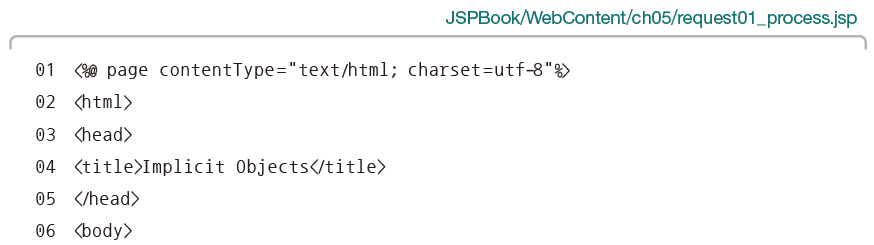 JSPBook/WebContent/ch05/request01_process.jsp
01 <%@ page contentType="text/html; charset=utf-8"%>
02 <html>
03 <head>
04 <title>Implicit Objects</title>
05 </head>
06 <body>